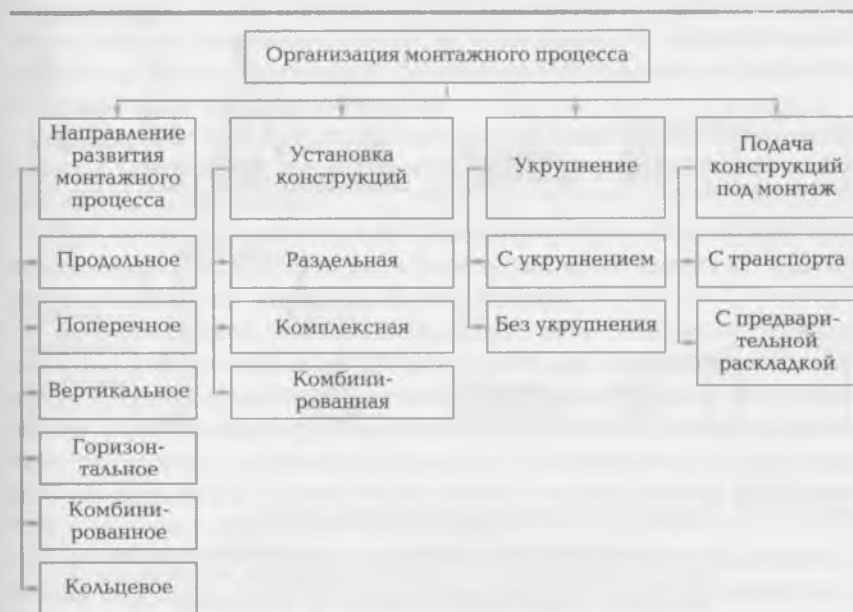 Организация монтажного процесса
Направление
развития
монтажного
процесса
Продольное
Поперечное
Вертикальное
Горизон-
тальное
Комбини-
рованное
Кольцевое
Установка
конструкций
Раздельная
Комплексная
Комбини-
рованная
Укрупнение
С укрупнением
Без укрупнения
Подача
конструкций
под монтаж
С транспорта
С предвари-
тельной
раскладкой